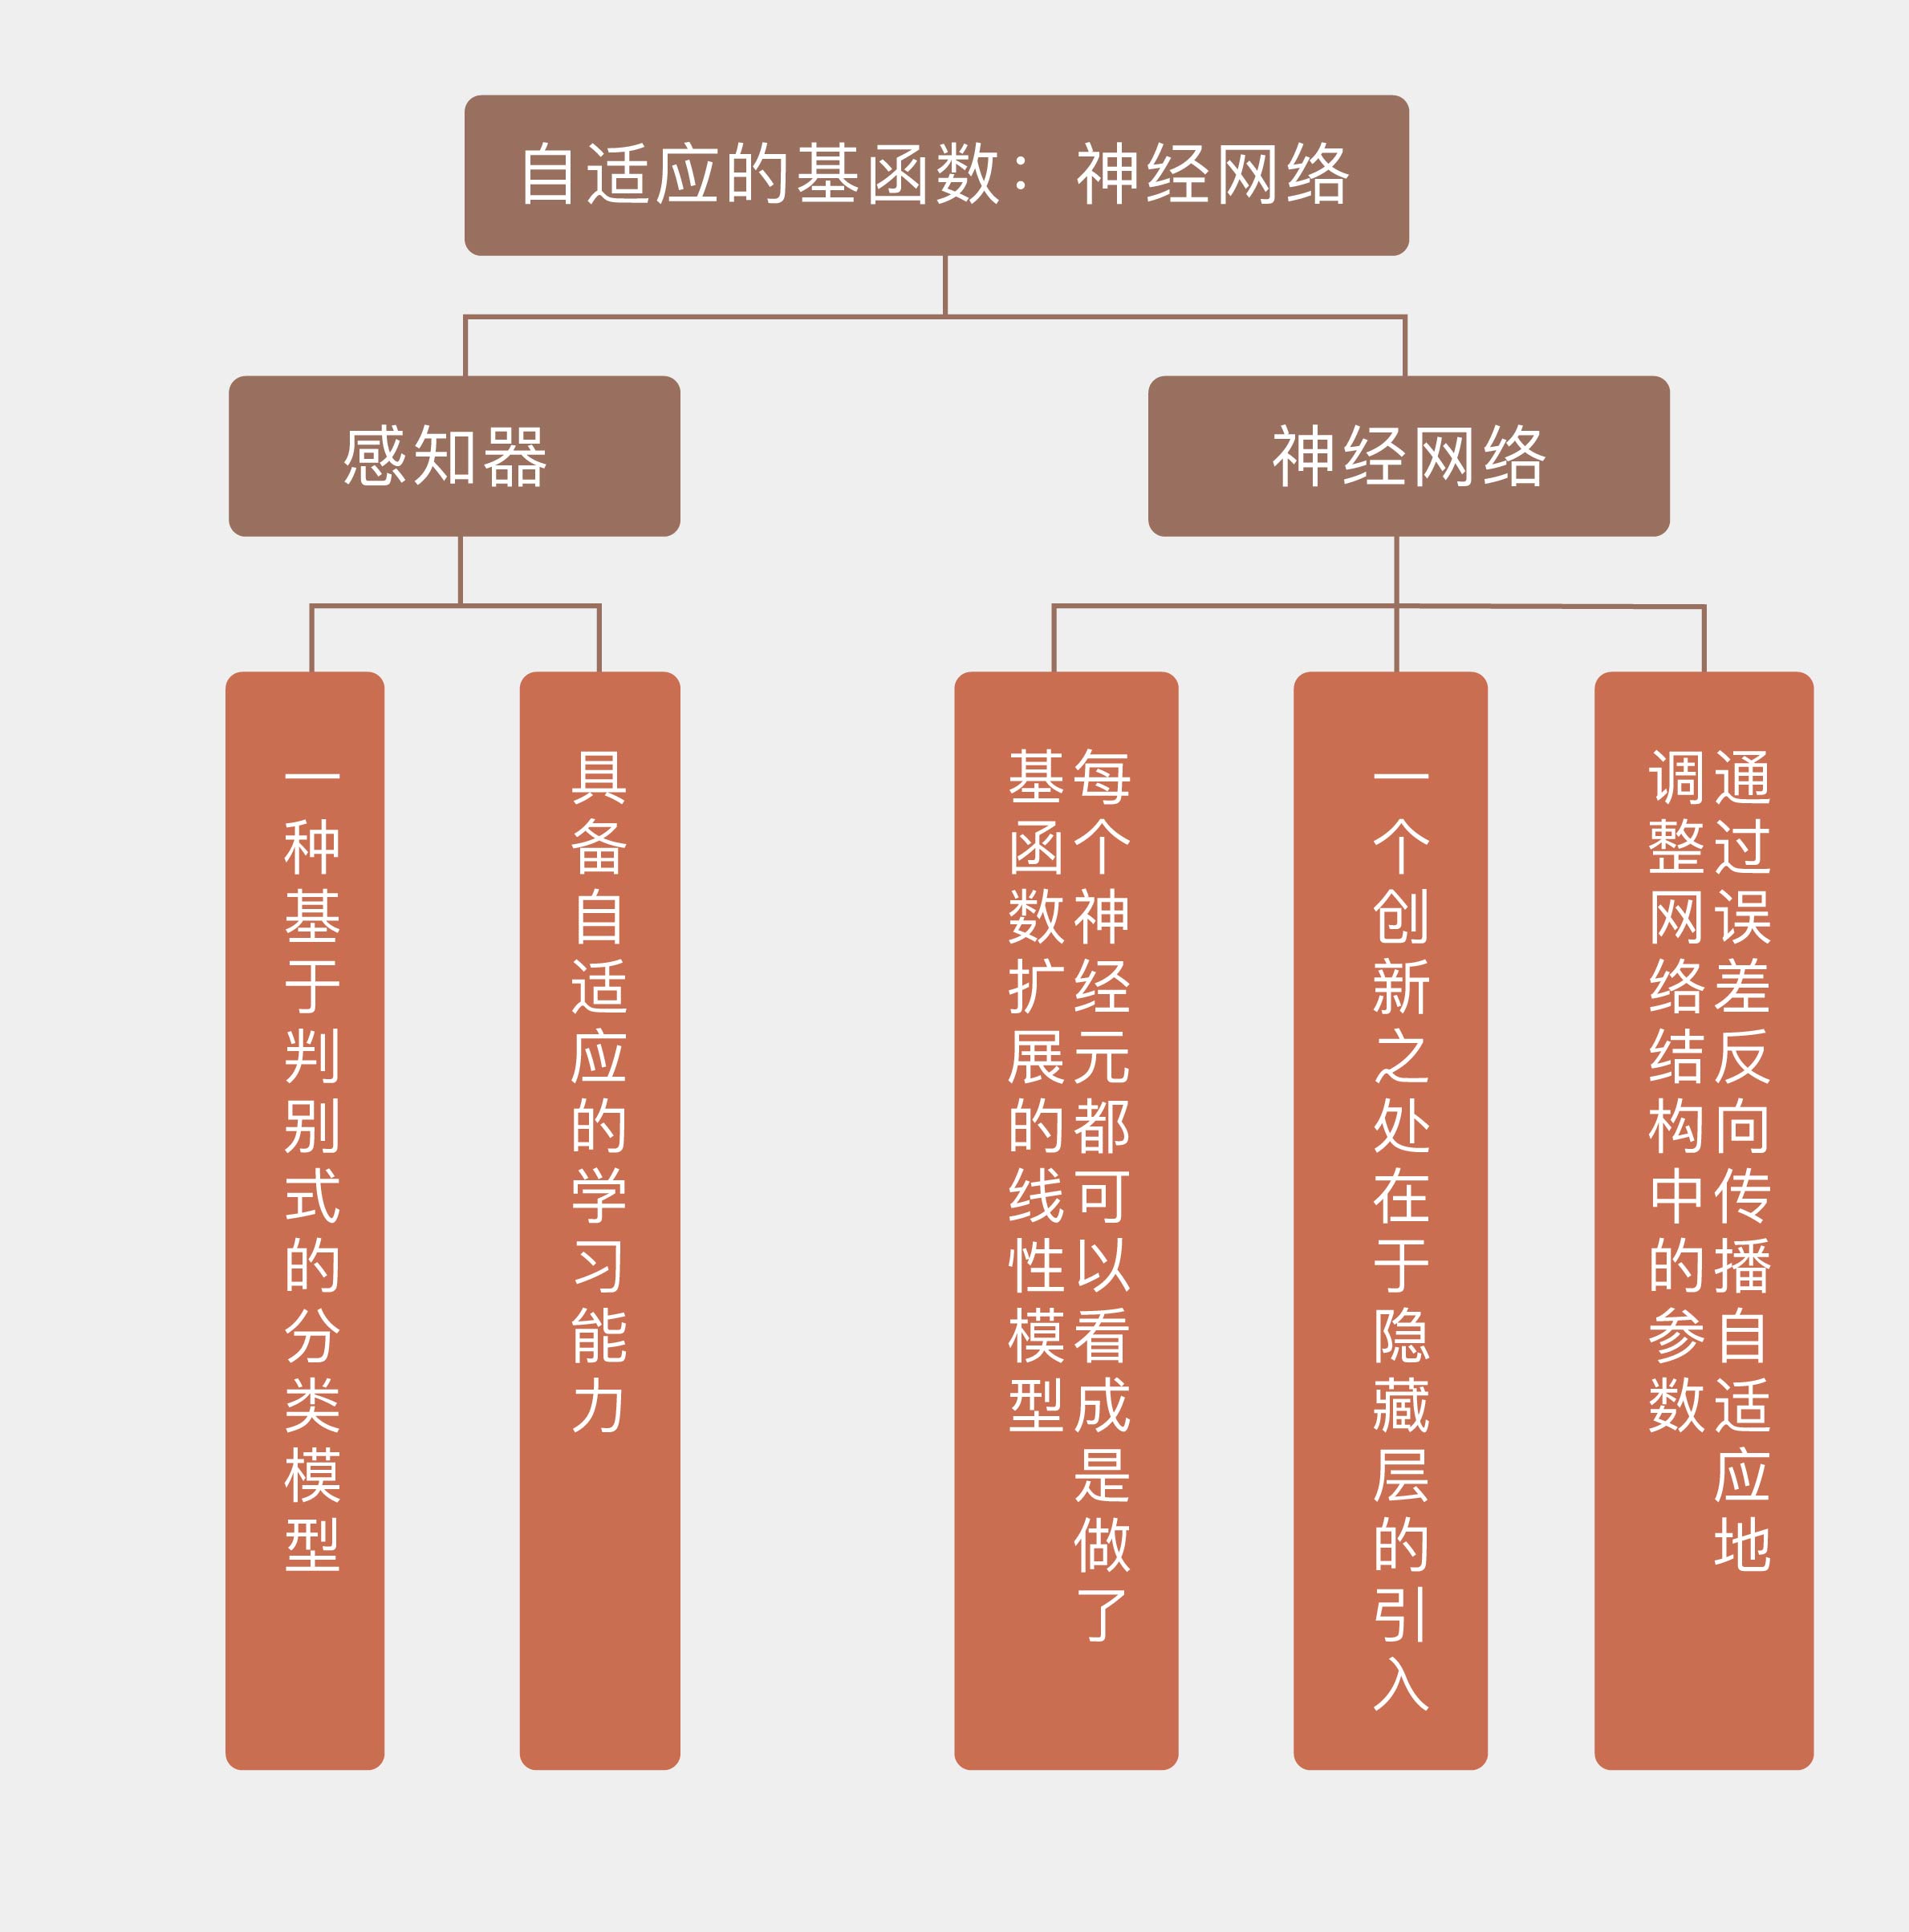 自适应的基函数：神经网络
感知器
神经网络
一种基于判别式的分类模型
具备自适应的学习能力
每个神经元都可以看成是做了
基函数扩展的线性模型
一个创新之处在于隐藏层的引入
通过误差反向传播自适应地
调整网络结构中的参数